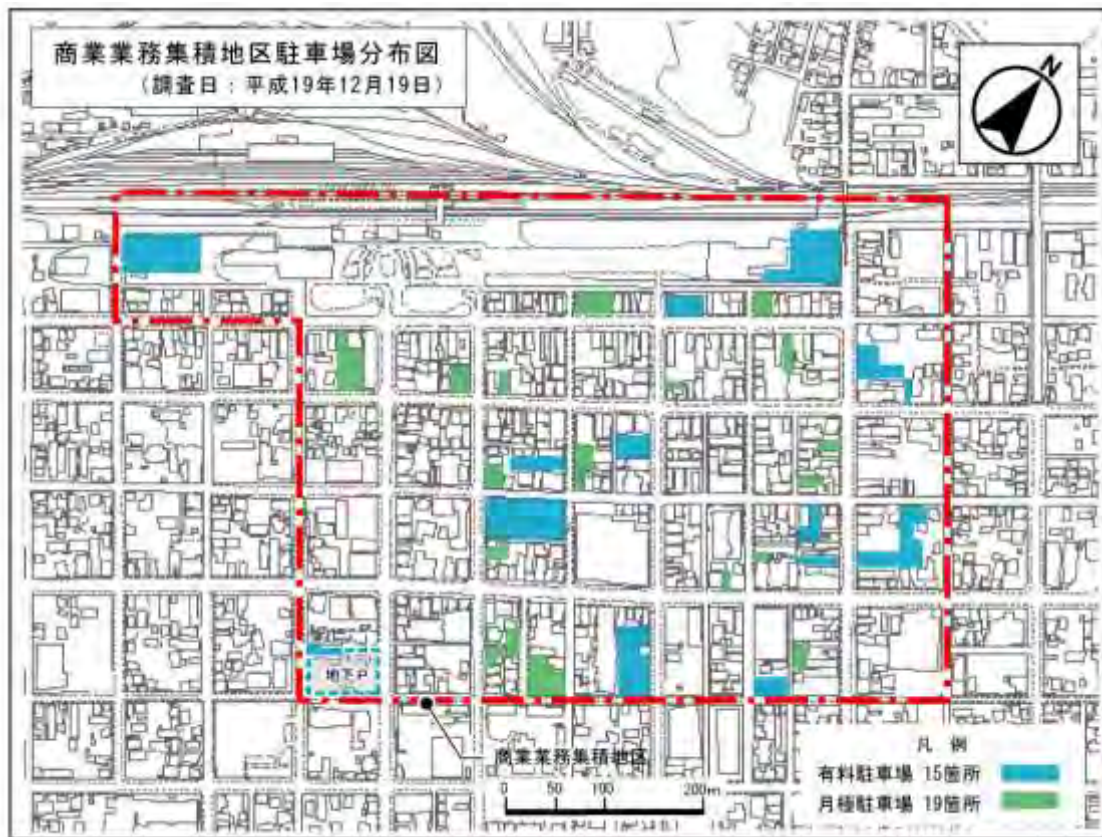 商業業務集積地区駐車場分布図
(調査日:平成19年12月19日)
N
地下P
商業業務集積地区
0 50 100 200m
凡 例
有料駐車場 15箇所
月極駐車場 19箇所